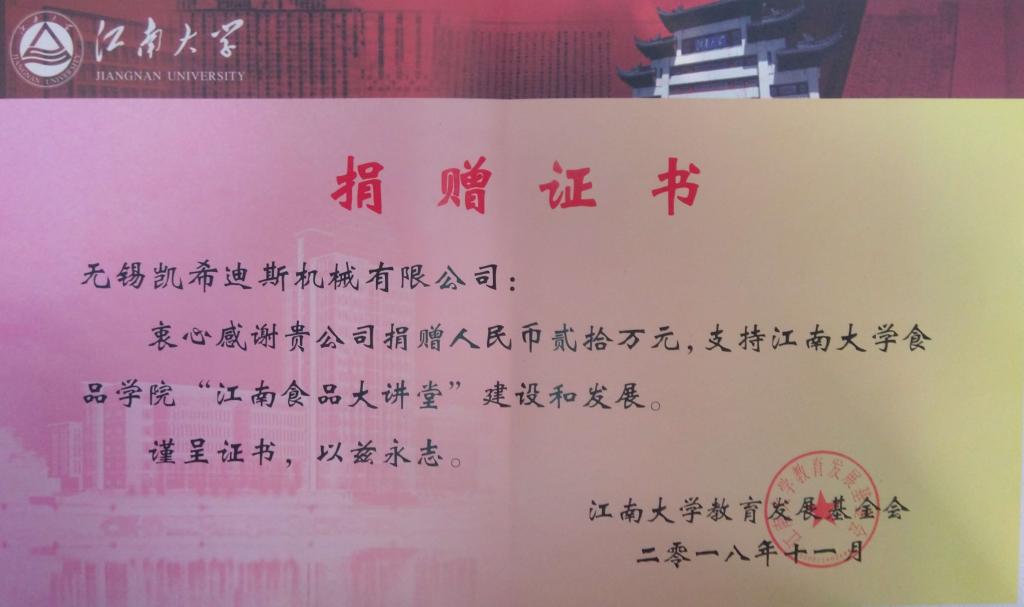 江南大学
JIANGNAN UNIVERSITY
捐赠证书
无锡凯希迪斯机械有限公司：
衷心感谢贵公司捐赠人民币贰拾万元，支持江南大学食
品学院“江南食品大讲堂”建设和发展。
谨呈证书，以兹永志。
江南大学教育发展基金会
二零一八年十一月